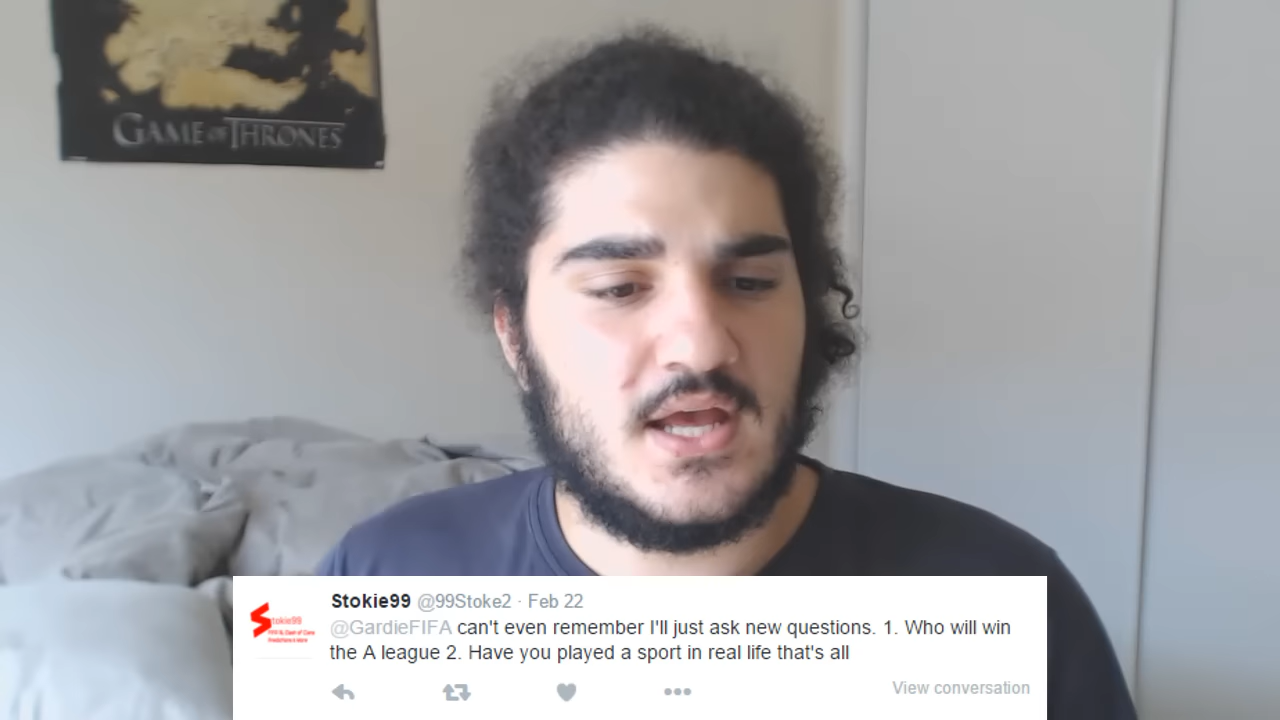 GAME OF THRONES
Stokie99 @99Stoke2 · Feb 22
@GardieFIFA can't even remember I'll just ask new questions. 1. Who will win
the A league 2. Have you played a sport in real life that's all
View conversation